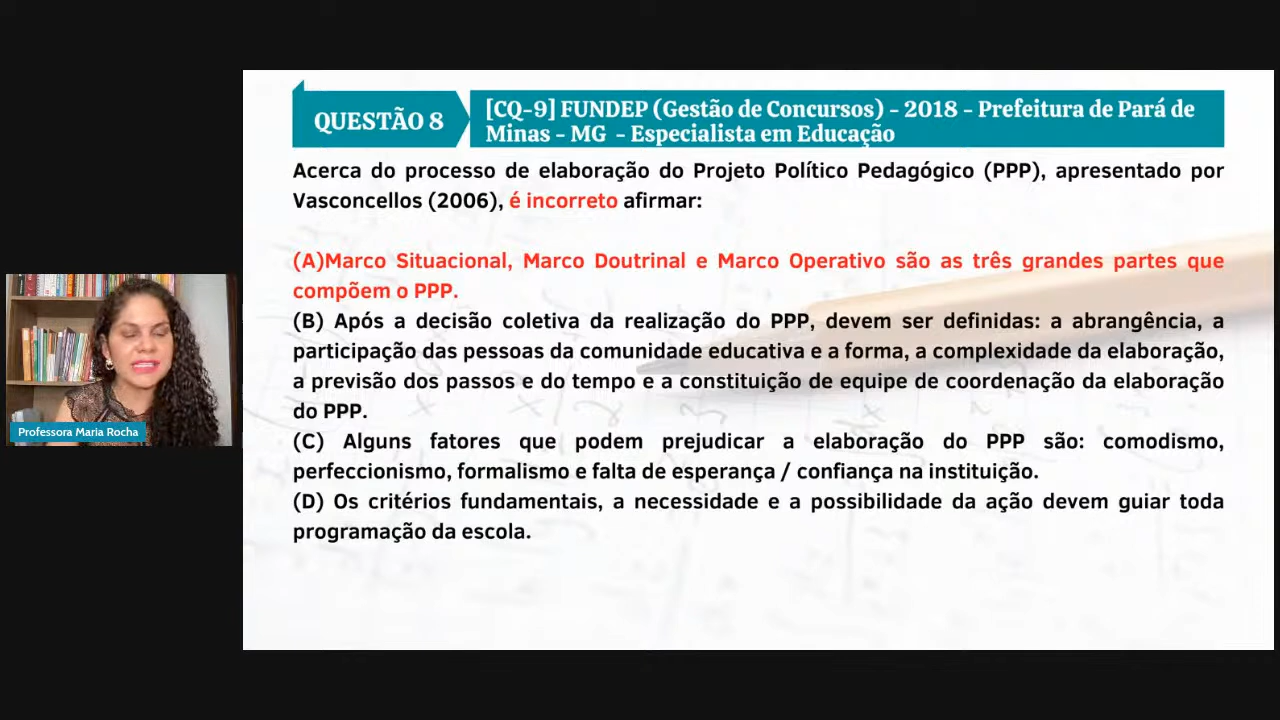 QUESTÃO 8
[CQ-9] FUNDEP (Gestão de Concursos) - 2018 - Prefeitura de Pará de
Minas - MG - Especialista em Educação
Acerca do processo de elaboração do Projeto Político Pedagógico (PPP), apresentado por
Vasconcellos (2006), é incorreto afirmar:
(A)Marco Situacional, Marco Doutrinal e Marco Operativo são as três grandes partes que
compõem o PPP.
(B) Após a decisão coletiva da realização do PPP, devem ser definidas: a abrangência, a
participação das pessoas da comunidade educativa e a forma, a complexidade da elaboração,
a previsão dos passos e do tempo e a constituição de equipe de coordenação da elaboração
do PPP.
(C) Alguns fatores que podem prejudicar a elaboração do PPP são: comodismo,
perfeccionismo, formalismo e falta de esperança / confiança na instituição.
(D) Os critérios fundamentais, a necessidade e a possibilidade da ação devem guiar toda
programação da escola.
Professora Maria Rocha